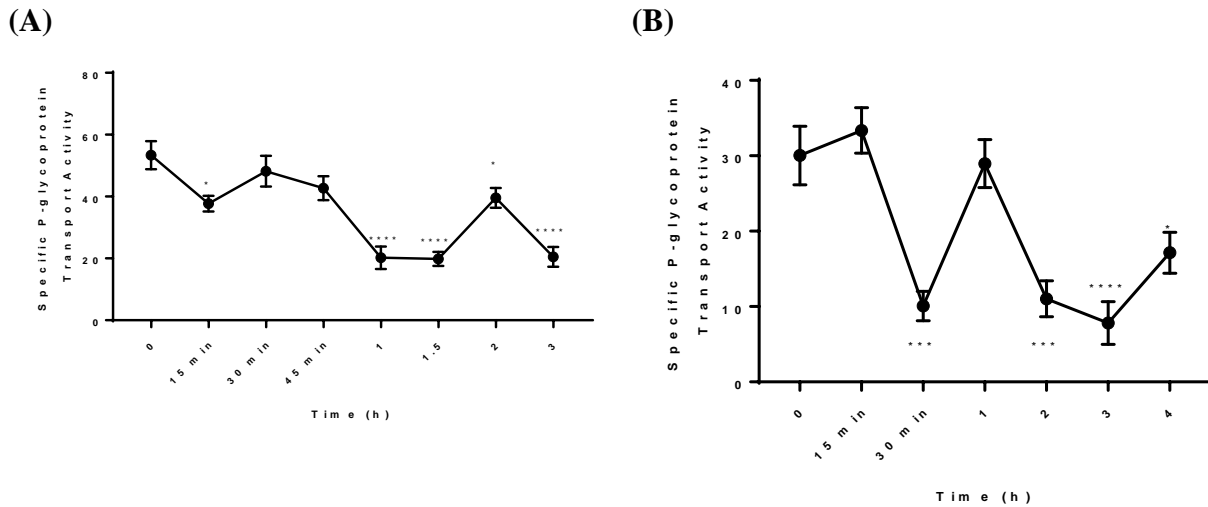 (A)
Specific P-glycoprotein
Transport Activity
80
60
40
20
0
*
****
****
*
****
0
15 min
30 min
45 min
1
1.5
2
3
Time (h)
(B)
Specific P-glycoprotein
Transport Activity
40
30
20
10
0
***
***
****
*
0
15 min
30 min
1
2
3
4
Time (h)